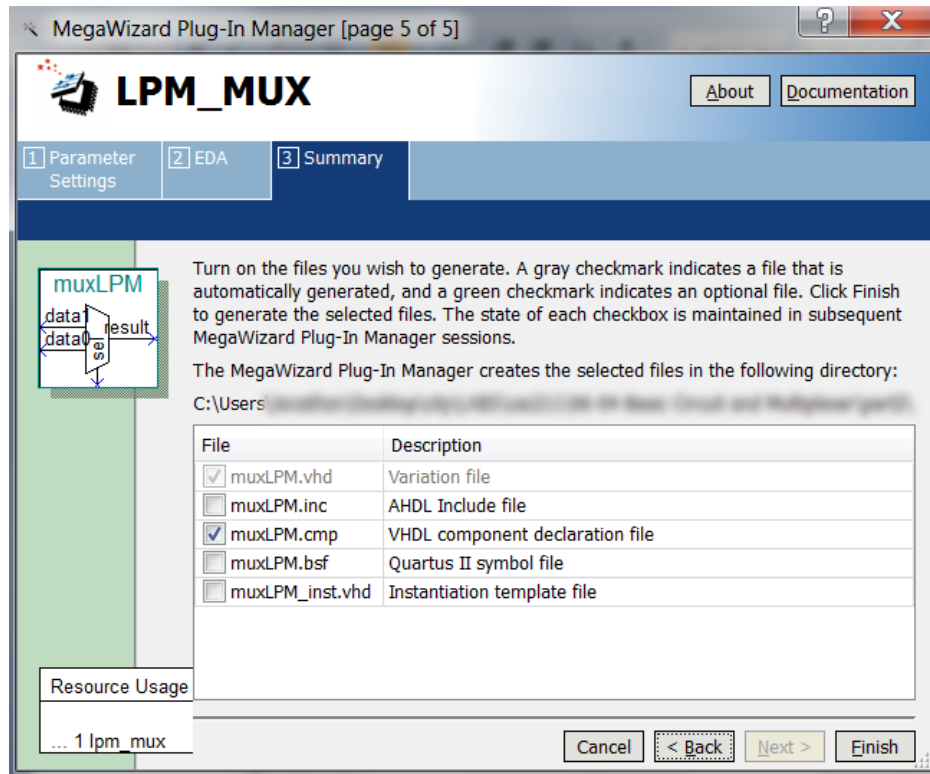 MegaWizard Plug-In Manager [page 5 of 5]
LPM_MUX
About
Documentation
1 Parameter Settings
2 EDA
3 Summary
muxLPM
data1
data0
sel
result
Turn on the files you wish to generate. A gray checkmark indicates a file that is
automatically generated, and a green checkmark indicates an optional file. Click Finish
to generate the selected files. The state of each checkbox is maintained in subsequent
MegaWizard Plug-In Manager sessions.
The MegaWizard Plug-In Manager creates the selected files in the following directory:
C:\Users
File Description
muxLPM.vhd Variation file
muxLPM.inc AHDL Include file
muxLPM.cmp VHDL component declaration file
muxLPM.bsf Quartus II symbol file
muxLPM_inst.vhd Instantiation template file
Resource Usage
... 1 lpm_mux
Cancel
< Back
Next >
Finish